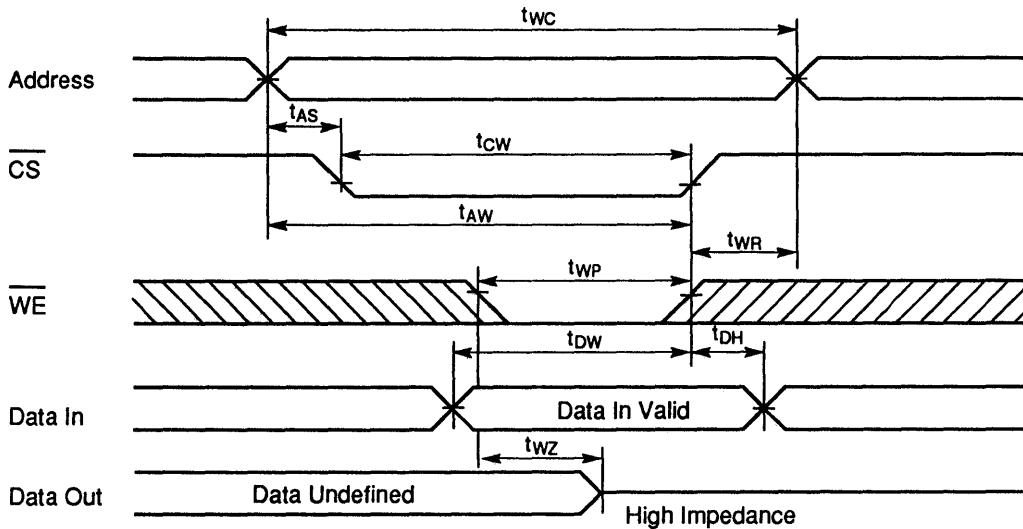 tWC
Address
tAS
tCW
CS
tAW
tWR
tWP
WE
tDW
tDH
Data In
Data In Valid
tWZ
Data Out
Data Undefined
High Impedance